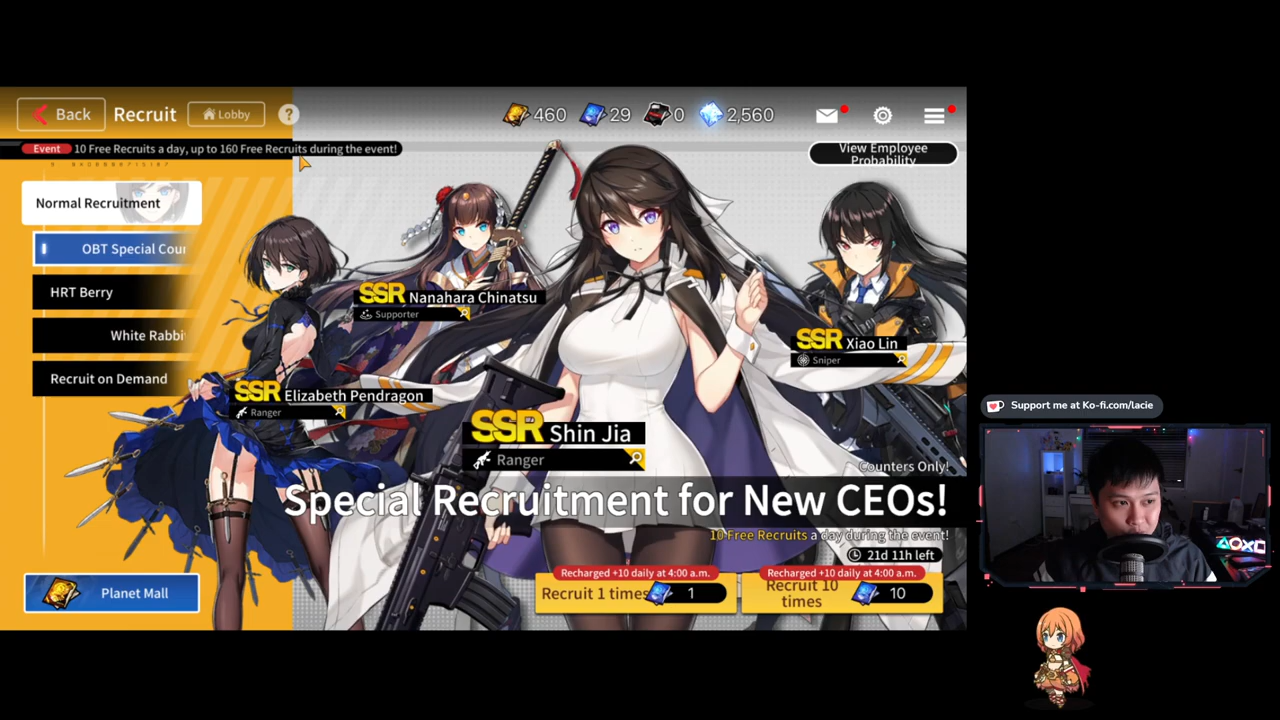 Back
Recruit
Lobby
?
460
29
0
2,560
Event
10 Free Recruits a day, up to 160 Free Recruits during the event!
View Employee
Probability
Normal Recruitment
OBT Special Coun
HRT Berry
White Rabbi
Recruit on Demand
Planet Mall
SSR Nanahara Chinatsu
Supporter
SSR Xiao Lin
Sniper
SSR Elizabeth Pendragon
Ranger
SSR Shin Jia
Ranger
Counters Only!
Special Recruitment for New CEOs!
10 Free Recruits a day during the event!
21d 11h left
Recharged +10 daily at 4:00 a.m.
Recruit 1 times
1
Recharged +10 daily at 4:00 a.m.
Recruit 10
times
10
Support me at Ko-fi.com/lacie